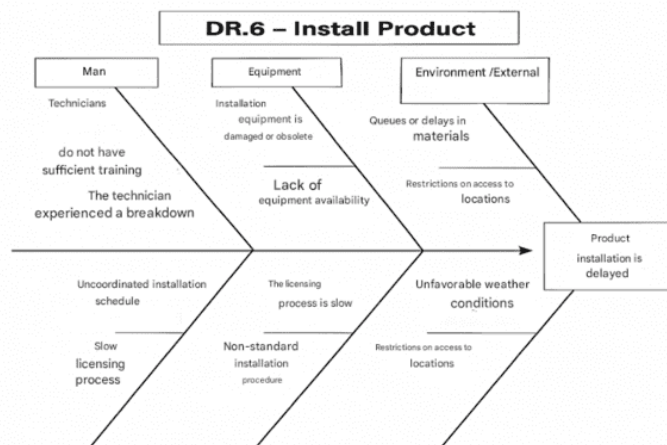 DR.6 – Install Product
Man
Equipment
Environment /External
Technicians
do not have
sufficient training
The technician
experienced a breakdown
Installation
equipment is
damaged or obsolete
Lack of
equipment availability
Queues or delays in
materials
Restrictions on access to
locations
Product
installation is
delayed
Uncoordinated installation
schedule
Slow
licensing
process
The licensing
process is slow
Non-standard
installation
procedure
Unfavorable weather
conditions
Restrictions on access to
locations